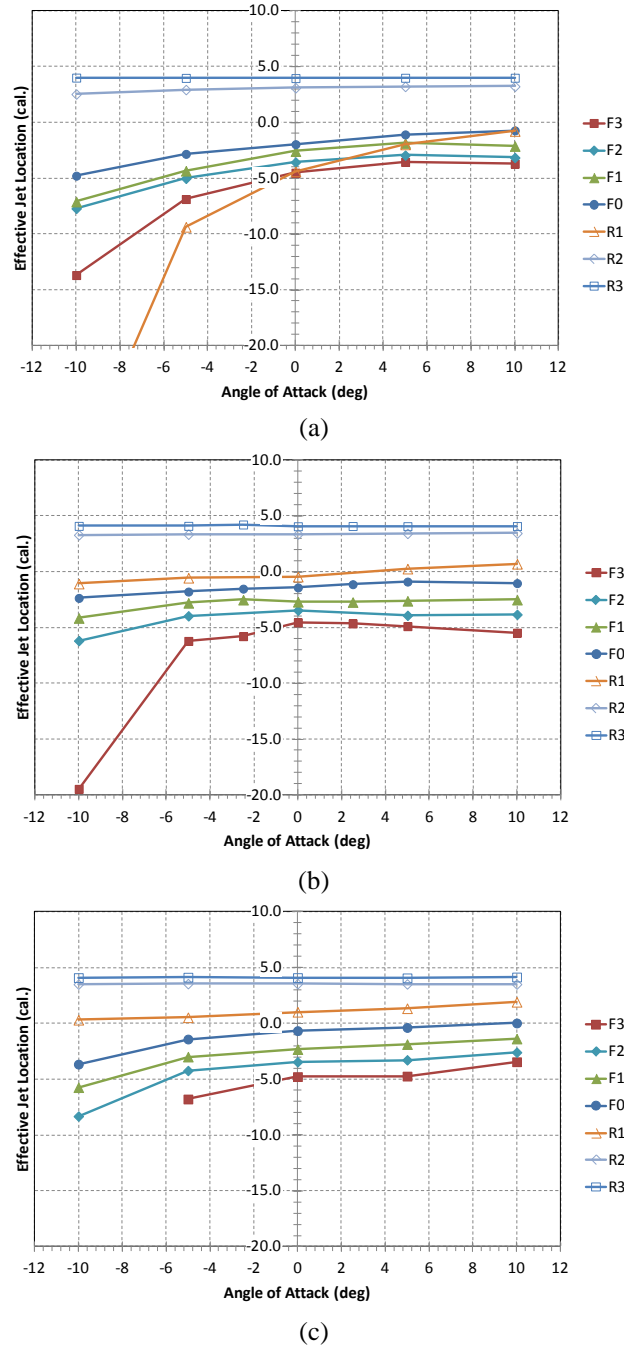 10.0
5.0
0.0
-5.0
-10.0
-15.0
-20.0
Effective Jet Location (cal.)
-12 -10 -8 -6 -4 -2 0 2 4 6 8 10 12
Angle of Attack (deg)
F3
F2
F1
F0
R1
R2
R3
(a)
10.0
5.0
0.0
-5.0
-10.0
-15.0
-20.0
Effective Jet Location (cal.)
-12 -10 -8 -6 -4 -2 0 2 4 6 8 10 12
Angle of Attack (deg)
F3
F2
F1
F0
R1
R2
R3
(b)
10.0
5.0
0.0
-5.0
-10.0
-15.0
-20.0
Effective Jet Location (cal.)
-12 -10 -8 -6 -4 -2 0 2 4 6 8 10 12
Angle of Attack (deg)
F3
F2
F1
F0
R1
R2
R3
(c)